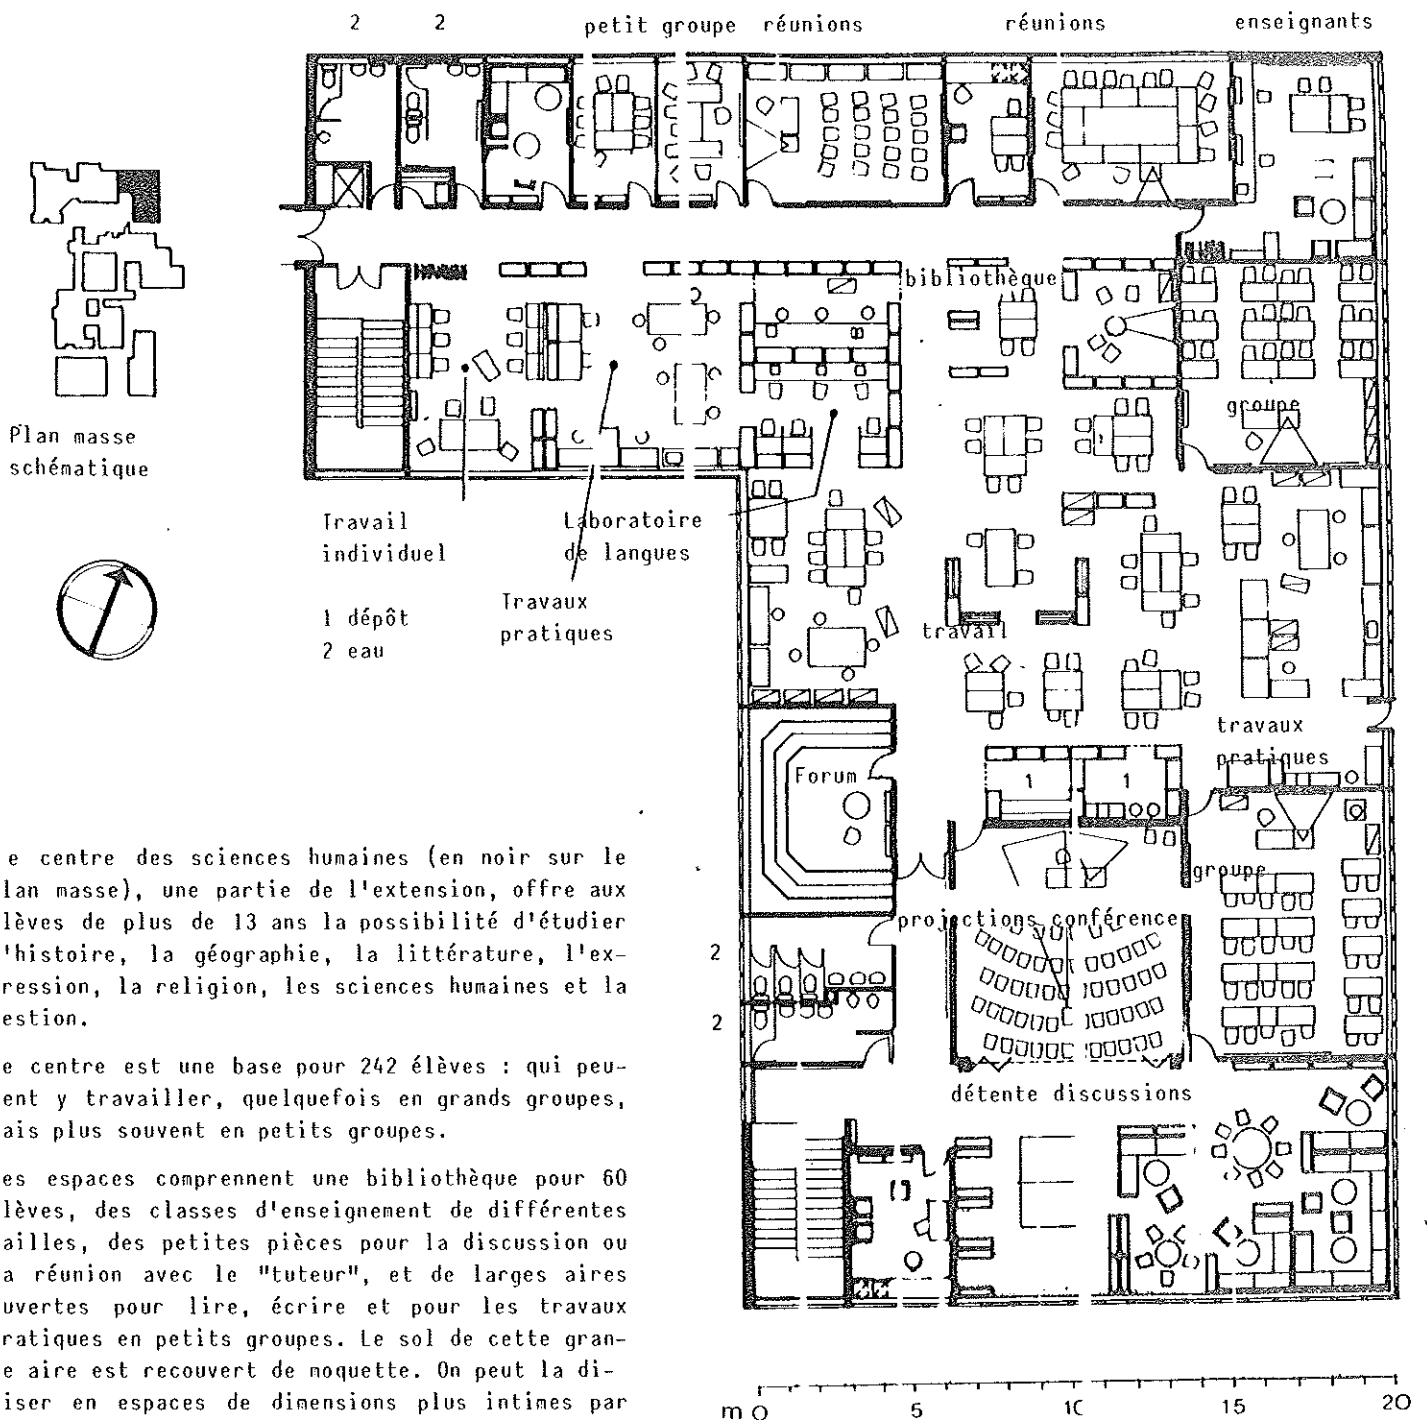 2 2 petit groupe réunions réunions enseignants
bibliothèque
groupe
Plan masse
schématique
Travail
individuel
1 dépôt
2 eau
Laboratoire
de langues
Travaux
pratiques
travail
travaux
pratiques
Forum
1 1
groupe
projections conférence
2
2
détente discussions
e centre des sciences humaines (en noir sur le
lan masse), une partie de l'extension, offre aux
lèves de plus de 13 ans la possibilité d'étudier
'histoire, la géographie, la littérature, l'ex-
ression, la religion, les sciences humaines et la
estion.
e centre est une base pour 242 élèves : qui peu-
ent y travailler, quelquefois en grands groupes,
ais plus souvent en petits groupes.
es espaces comprennent une bibliothèque pour 60
lèves, des classes d'enseignement de différentes
ailles, des petites pièces pour la discussion ou
a réunion avec le "tuteur", et de larges aires
uvertes pour lire, écrire et pour les travaux
ratiques en petits groupes. Le sol de cette gran-
e aire est recouvert de moquette. On peut la di-
iser en espaces de dimensions plus intimes par
m 0 5 10 15 20